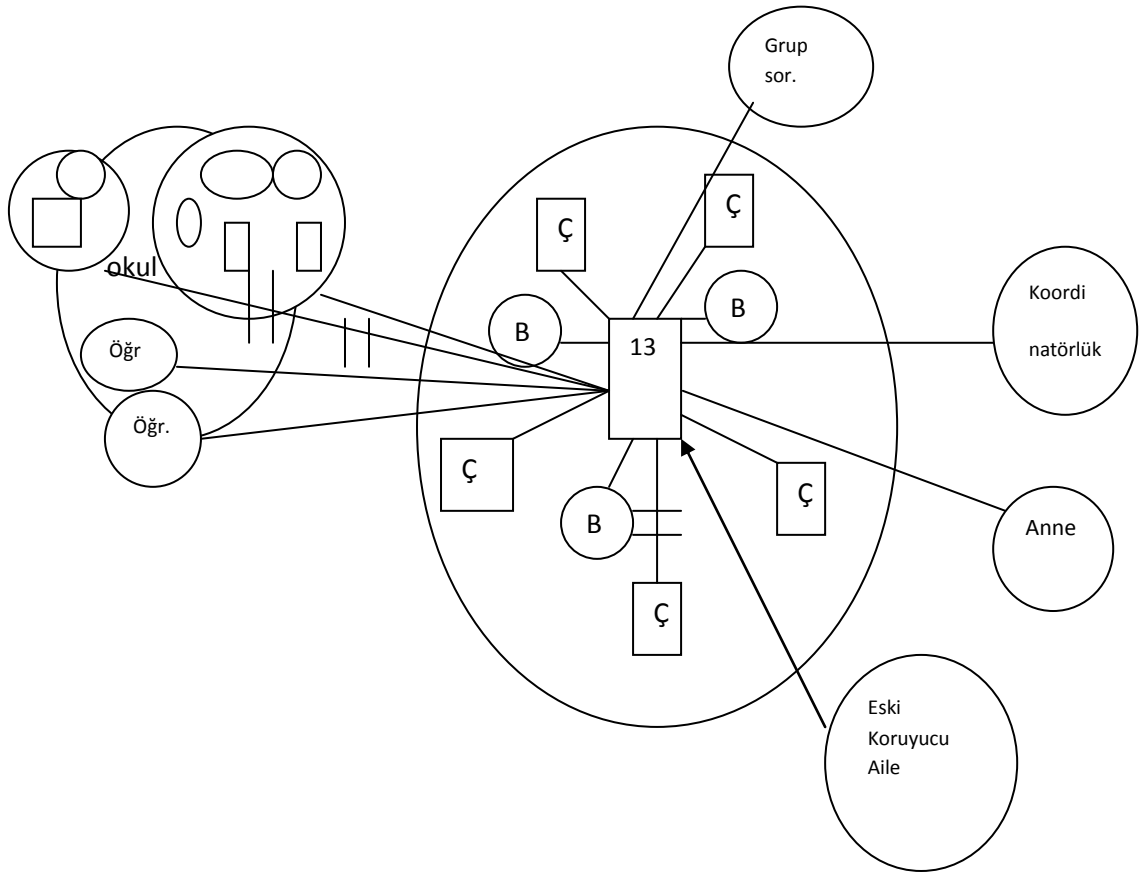 Grup
sor.
Ç
Ç
okul
Koordi
natörlük
B
B
13
Öğr
Öğr.
Ç
Ç
B
Anne
Ç
Eski
Koruyucu
Aile